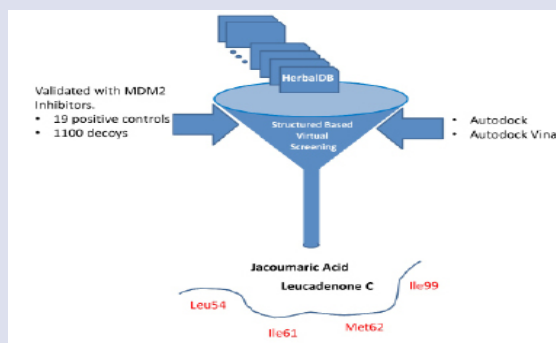 HerbalDB
Validated with MDM2
Inhibitors.
• 19 positive controls
• 1100 decoys
Structured Based
Virtual
Screening
• Autodock
• Autodock Vina
Jacoumaric Acid
Leucadenone C
Leu54
Ile61
Met62
Ile99